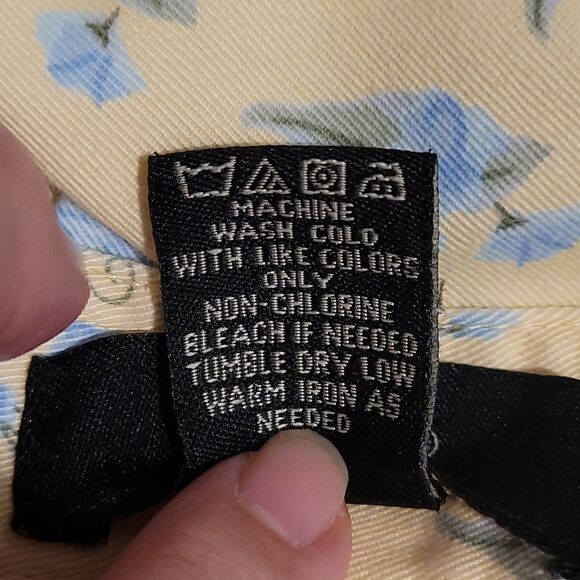 MACHINE
WASH COLD
WITH LIKE COLORS
ONLY
NON-CHLORINE
BLEACH IF NEEDED
TUMBLE DRY LOW
WARM IRON AS
NEEDED